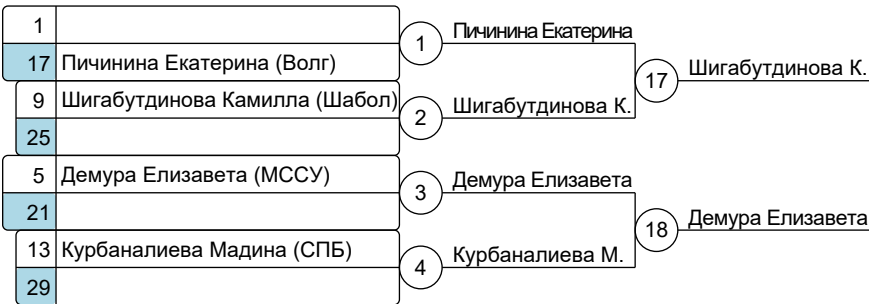 1
17 Пичинина Екатерина (Волг)
9 Шигабутдинова Камилла (Шабол)
25
5 Демура Елизавета (МССУ)
21
13 Курбаналиева Мадина (СПБ)
29
1 Пичинина Екатерина
2 Шигабутдинова К.
3 Демура Елизавета
4 Курбаналиева М.
17 Шигабутдинова К.
18 Демура Елизавета